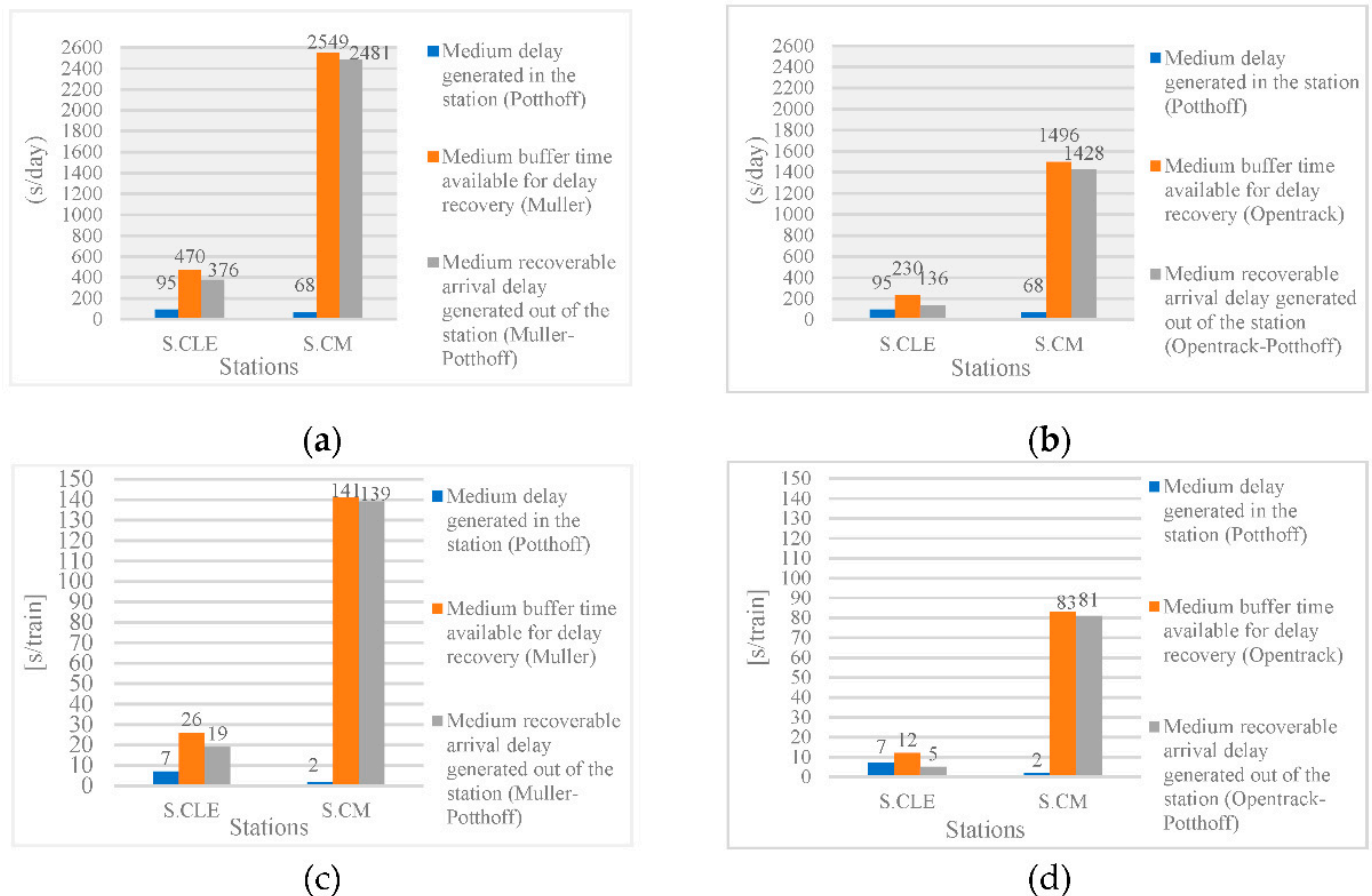 2600
2400
2200
2000
1800
1600
1400
1200
1000
800
600
400
200
0
(s/day)
95
470
376
68
2549
2481
S.CLE
S.CM
Stations
Medium delay
generated in the
station (Potthoff)
Medium buffer time
available for delay
recovery (Muller)
Medium recoverable
arrival delay
generated out of the
station (Muller-
Potthoff)
(a)
2600
2400
2200
2000
1800
1600
1400
1200
1000
800
600
400
200
0
(s/day)
95
230
136
68
1496
1428
S.CLE
S.CM
Stations
Medium delay
generated in the station
(Potthoff)
Medium buffer time
available for delay
recovery (Opentrack)
Medium recoverable
arrival delay generated
out of the station
(Opentrack-Potthoff)
(b)
150
140
130
120
110
100
90
80
70
60
50
40
30
20
10
0
[s/train]
7
26
19
2
141
139
S.CLE
S.CM
Stations
Medium delay
generated in the
station (Potthoff)
Medium buffer time
available for delay
recovery (Muller)
Medium recoverable
arrival delay
generated out of the
station (Muller-
Potthoff)
(c)
150
140
130
120
110
100
90
80
70
60
50
40
30
20
10
0
[s/train]
7
12
5
2
83
81
S.CLE
S.CM
Stations
Medium delay
generated in the
station (Potthoff)
Medium buffer time
available for delay
recovery (Opentrack)
Medium recoverable
arrival delay
generated out of the
station (Opentrack-
Potthoff)
(d)